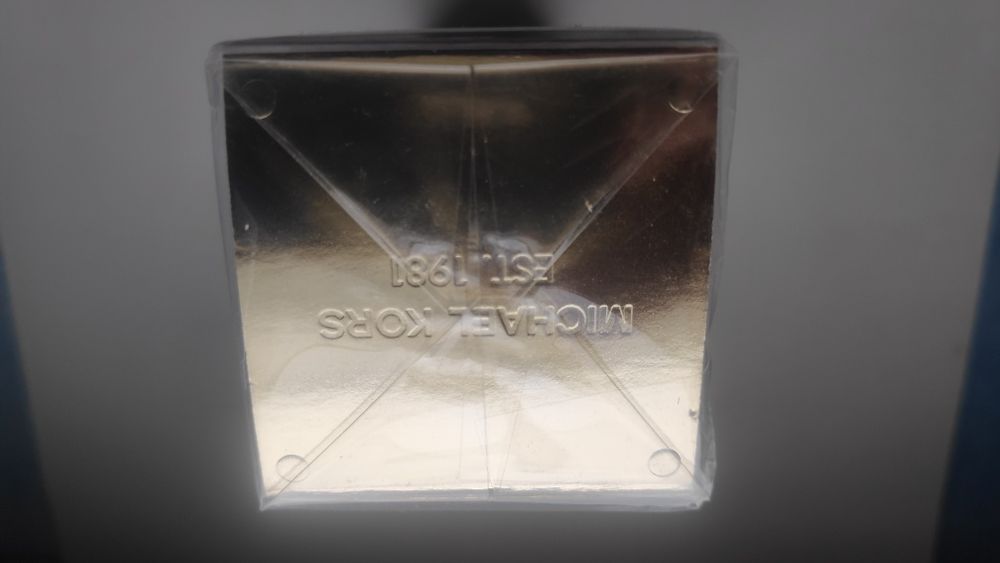 MICHAEL KORS
EST. 1981